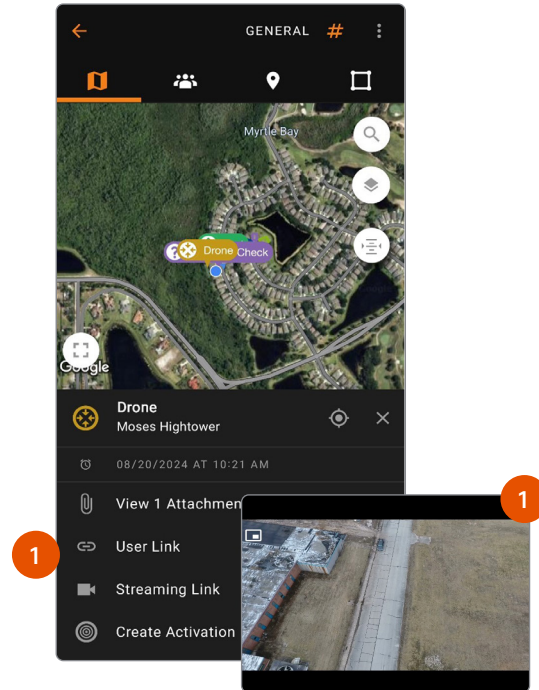 GENERAL #
Myrtle Bay
Drone Check
Google
Drone
Moses Hightower
08/20/2024 AT 10:21 AM
View 1 Attachmen
1
1 User Link
Streaming Link
Create Activation